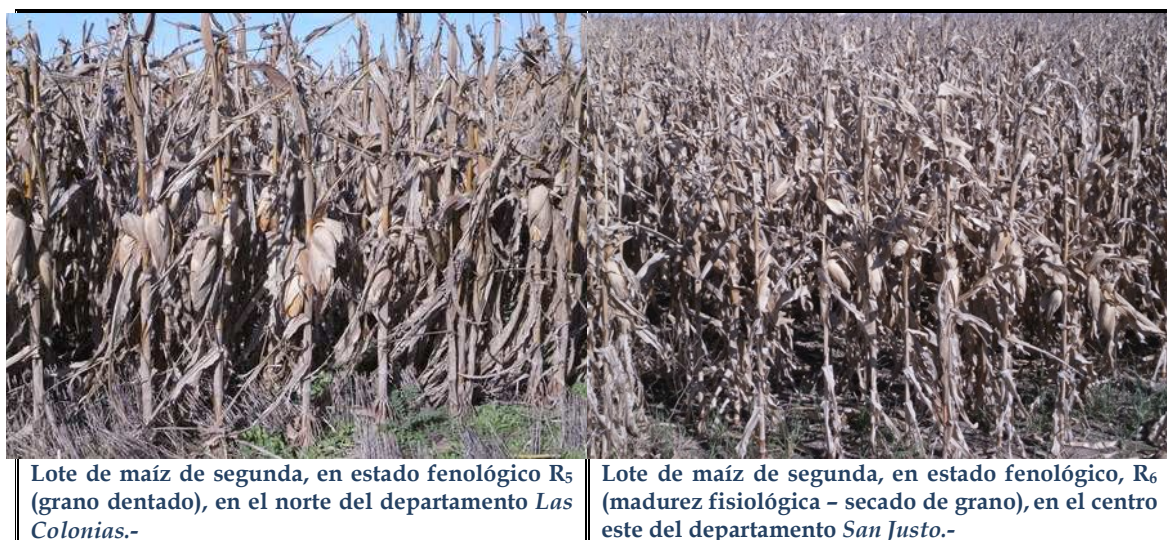 Lote de maíz de segunda, en estado fenológico R₅
(grano dentado), en el norte del departamento Las
Colonias.-
Lote de maíz de segunda, en estado fenológico, R₆
(madurez fisiológica – secado de grano), en el centro
este del departamento San Justo.-